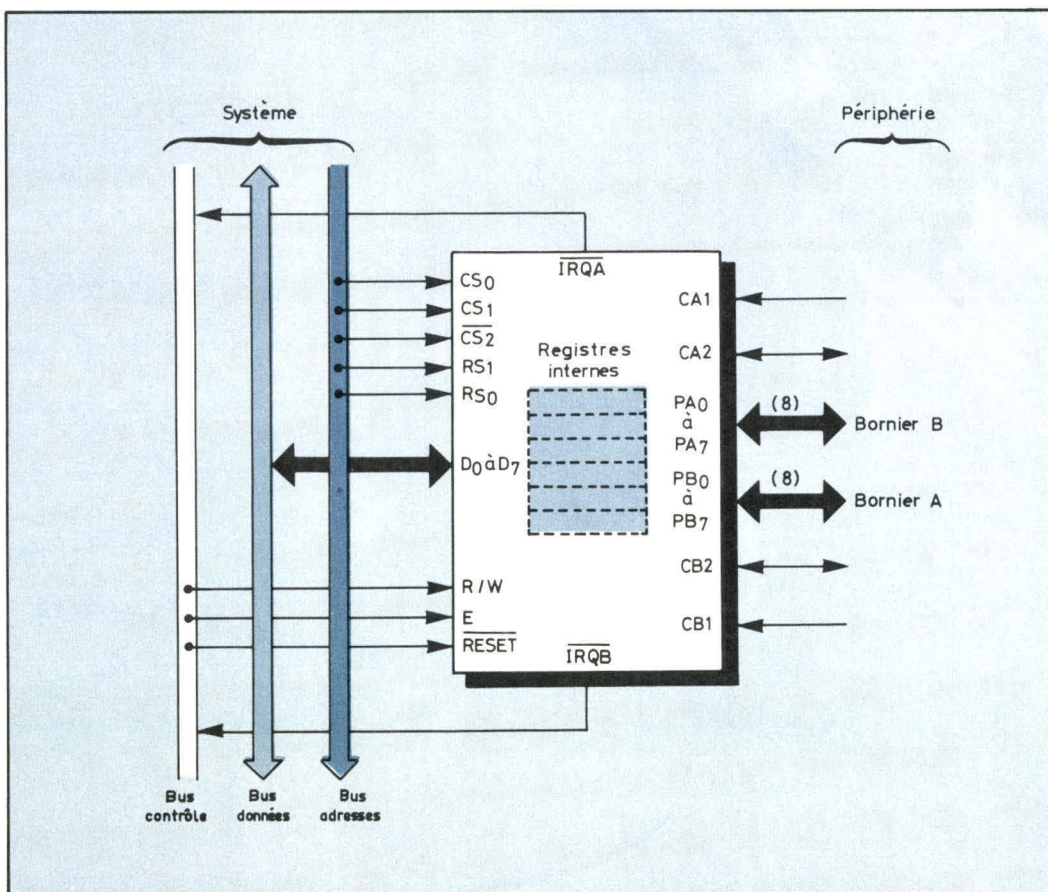 Système
Périphérie
IRQA
CS0
CS1
CS2
RS1
RS0
D0 à D7
R/W
E
RESET
Registres
internes
IRQB
CA1
CA2
PA0
à
PA7
(8)
Bornier B
PB0
à
PB7
(8)
Bornier A
CB2
CB1
Bus
contrôle
Bus
données
Bus
adresses